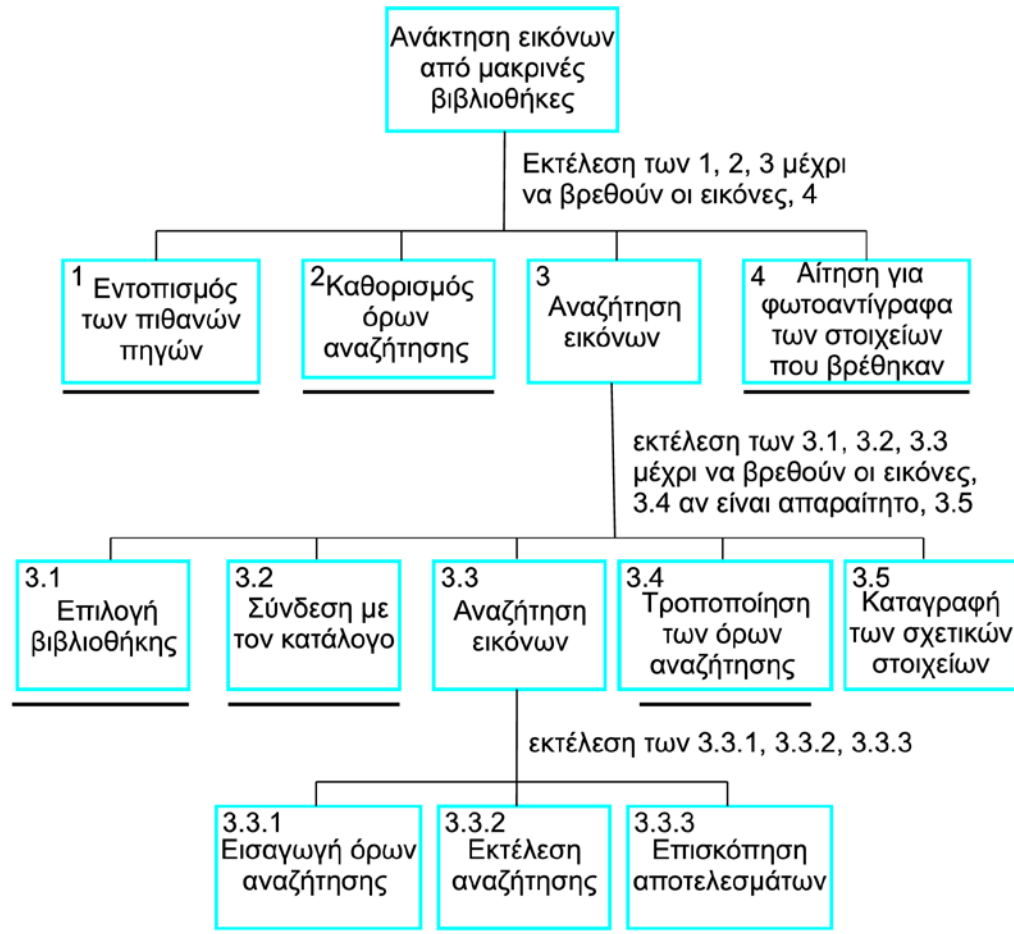 Ανάκτηση εικόνων
από μακρινές
βιβλιοθήκες
Εκτέλεση των 1, 2, 3 μέχρι
να βρεθούν οι εικόνες, 4
1
Εντοπισμός
των πιθανών
πηγών
2
Καθορισμός
όρων
αναζήτησης
3
Αναζήτηση
εικόνων
4
Αίτηση για
φωτοαντίγραφα
των στοιχείων
που βρέθηκαν
εκτέλεση των 3.1, 3.2, 3.3
μέχρι να βρεθούν οι εικόνες,
3.4 αν είναι απαραίτητο, 3.5
3.1
Επιλογή
βιβλιοθήκης
3.2
Σύνδεση με
τον κατάλογο
3.3
Αναζήτηση
εικόνων
3.4
Τροποποίηση
των όρων
αναζήτησης
3.5
Καταγραφή
των σχετικών
στοιχείων
εκτέλεση των 3.3.1, 3.3.2, 3.3.3
3.3.1
Εισαγωγή όρων
αναζήτησης
3.3.2
Εκτέλεση
αναζήτησης
3.3.3
Επισκόπηση
αποτελεσμάτων